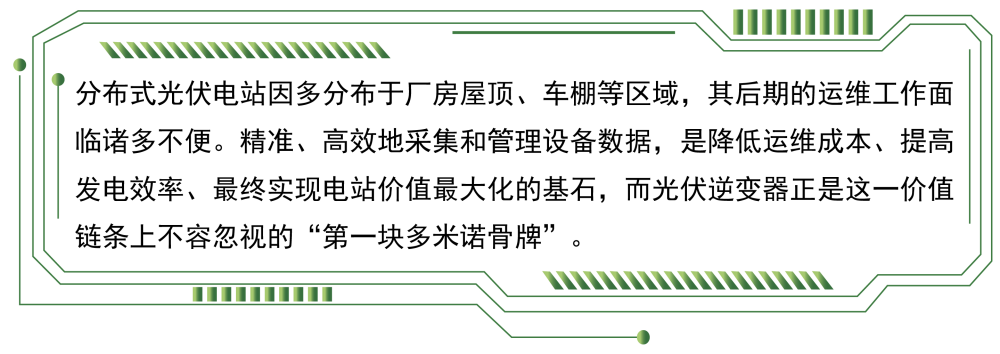 分布式光伏电站因多分布于厂房屋顶、车棚等区域，其后期的运维工作面
临诸多不便。精准、高效地采集和管理设备数据，是降低运维成本、提高
发电效率、最终实现电站价值最大化的基石，而光伏逆变器正是这一价值
链条上不容忽视的“第一块多米诺骨牌”。